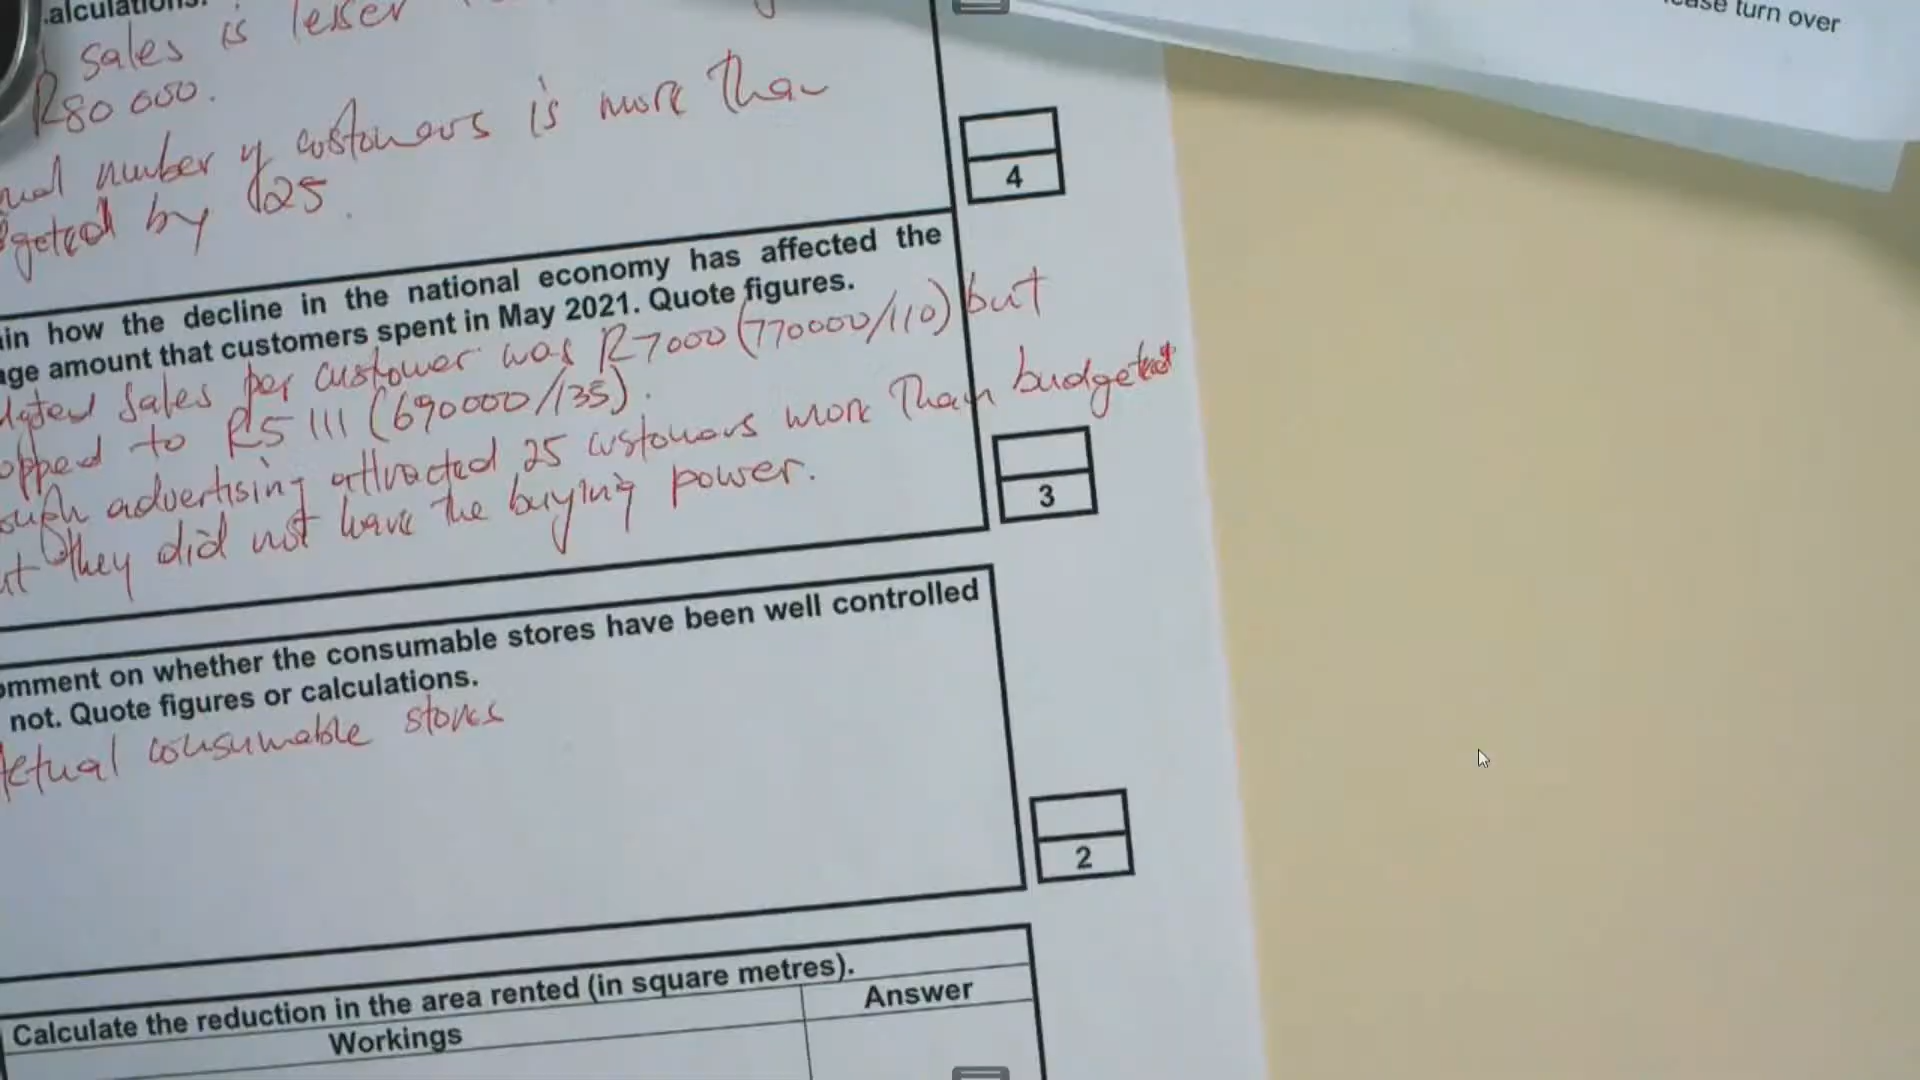 .alculations.
sales is lesser
R80 000.
number of customers is more than
by 25.
how the decline in the national economy has affected the
amount that customers spent in May 2021. Quote figures.
sales per customer was R7000 (770000/110) but
to R5 111 (690000/135).
advertising attracted 25 customers more than budgeted
they did not have the buying power.
omment on whether the consumable stores have been well controlled
not. Quote figures or calculations.
Actual consumable stores
Calculate the reduction in the area rented (in square metres).
Workings
Answer
4
3
2
turn over